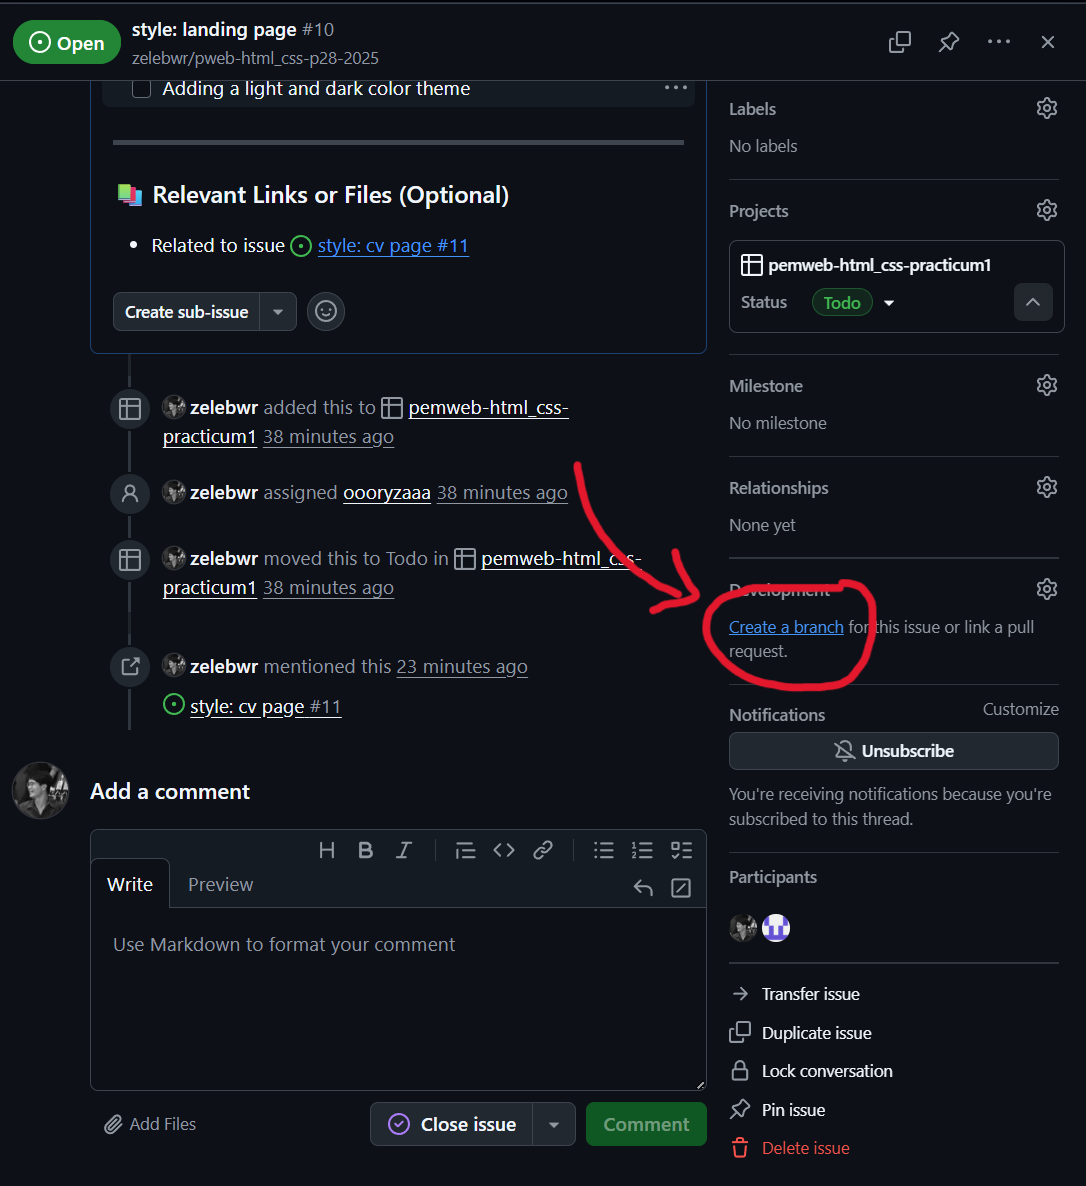 Open
style: landing page #10
zelebwr/pweb-html_css-p28-2025
Adding a light and dark color theme
Relevant Links or Files (Optional)
Related to issue style: cv page #11
Create sub-issue
zelebwr added this to pemweb-html_css-
practicum1 38 minutes ago
zelebwr assigned oooryzaaa 38 minutes ago
zelebwr moved this to Todo in pemweb-html_css-
practicum1 38 minutes ago
zelebwr mentioned this 23 minutes ago
style: cv page #11
Add a comment
H B I
Write Preview
Use Markdown to format your comment
Add Files
Close issue
Comment
Labels
No labels
Projects
pemweb-html_css-practicum1
Status Todo
Milestone
No milestone
Relationships
None yet
Development
Create a branch for this issue or link a pull
request.
Notifications Customize
Unsubscribe
You're receiving notifications because you're
subscribed to this thread.
Participants
Transfer issue
Duplicate issue
Lock conversation
Pin issue
Delete issue